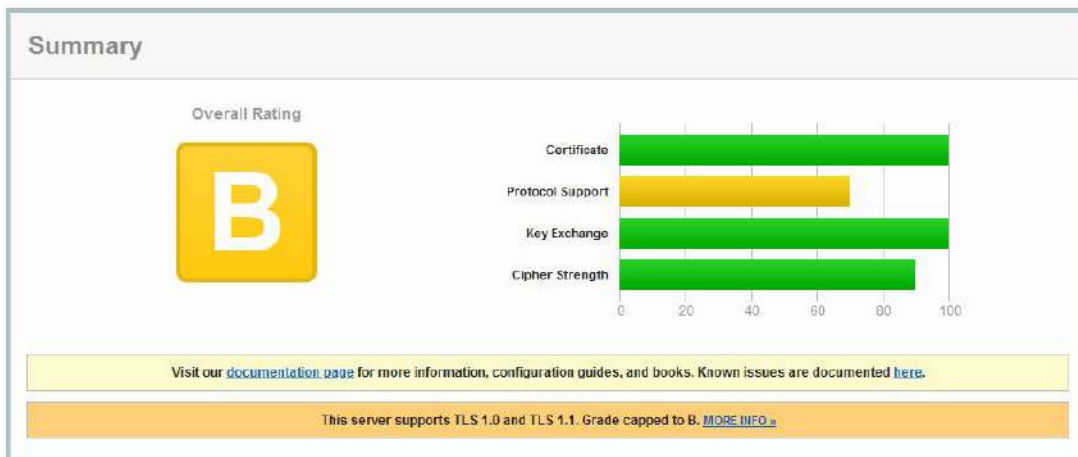 Summary
Overall Rating
B
Certificate
Protocol Support
Key Exchange
Cipher Strength
0 20 40 60 80 100
Visit our documentation page for more information, configuration guides, and books. Known issues are documented here.
This server supports TLS 1.0 and TLS 1.1. Grade capped to B. MORE INFO »